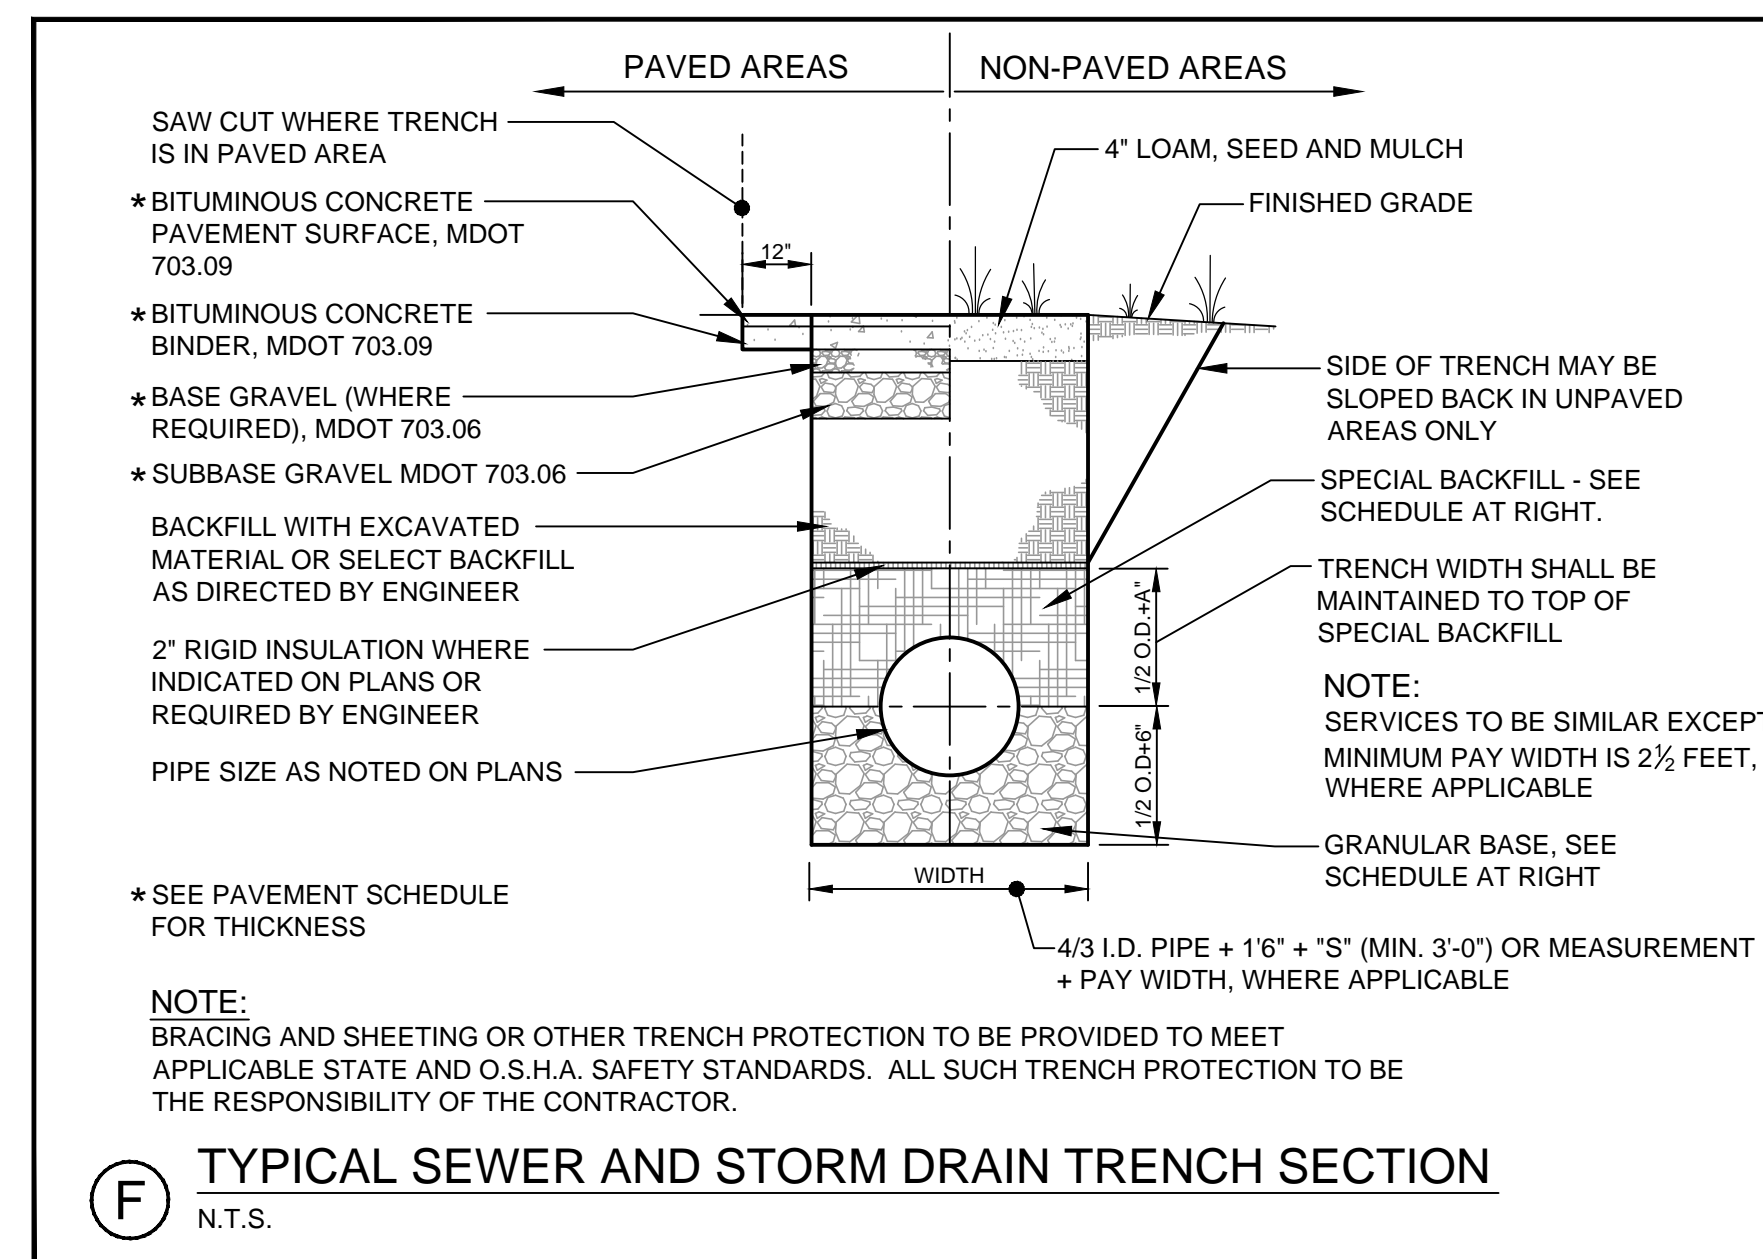 PAVED AREAS
NON-PAVED AREAS
SAW CUT WHERE TRENCH
IS IN PAVED AREA
* BITUMINOUS CONCRETE
PAVEMENT SURFACE, MDOT
703.09
* BITUMINOUS CONCRETE
BINDER, MDOT 703.09
* BASE GRAVEL (WHERE
REQUIRED), MDOT 703.06
* SUBBASE GRAVEL MDOT 703.06
BACKFILL WITH EXCAVATED
MATERIAL OR SELECT BACKFILL
AS DIRECTED BY ENGINEER
2" RIGID INSULATION WHERE
INDICATED ON PLANS OR
REQUIRED BY ENGINEER
PIPE SIZE AS NOTED ON PLANS
* SEE PAVEMENT SCHEDULE
FOR THICKNESS
12"
1/2 O.D.+A"
1/2 O.D+6"
WIDTH
4" LOAM, SEED AND MULCH
FINISHED GRADE
SIDE OF TRENCH MAY BE
SLOPED BACK IN UNPAVED
AREAS ONLY
SPECIAL BACKFILL - SEE
SCHEDULE AT RIGHT.
TRENCH WIDTH SHALL BE
MAINTAINED TO TOP OF
SPECIAL BACKFILL
NOTE:
SERVICES TO BE SIMILAR EXCEPT
MINIMUM PAY WIDTH IS 2½ FEET,
WHERE APPLICABLE
GRANULAR BASE, SEE
SCHEDULE AT RIGHT
4/3 I.D. PIPE + 1'6" + "S" (MIN. 3'-0") OR MEASUREMENT
+ PAY WIDTH, WHERE APPLICABLE
NOTE:
BRACING AND SHEETING OR OTHER TRENCH PROTECTION TO BE PROVIDED TO MEET
APPLICABLE STATE AND O.S.H.A. SAFETY STANDARDS. ALL SUCH TRENCH PROTECTION TO BE
THE RESPONSIBILITY OF THE CONTRACTOR.
F
TYPICAL SEWER AND STORM DRAIN TRENCH SECTION
N.T.S.